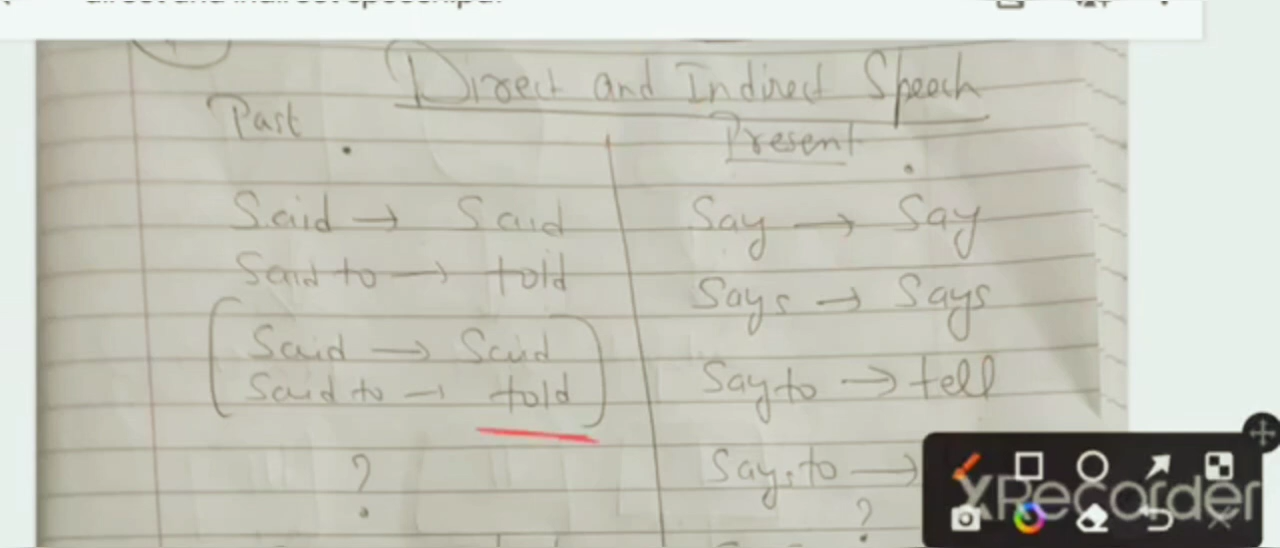 Direct and Indirect Speech
Past
Present
Said → Said
Said to → told
Said → Said
Said to → told
?
Say → Say
Says → Says
Say to → tell
Says to →
?
XRecorder